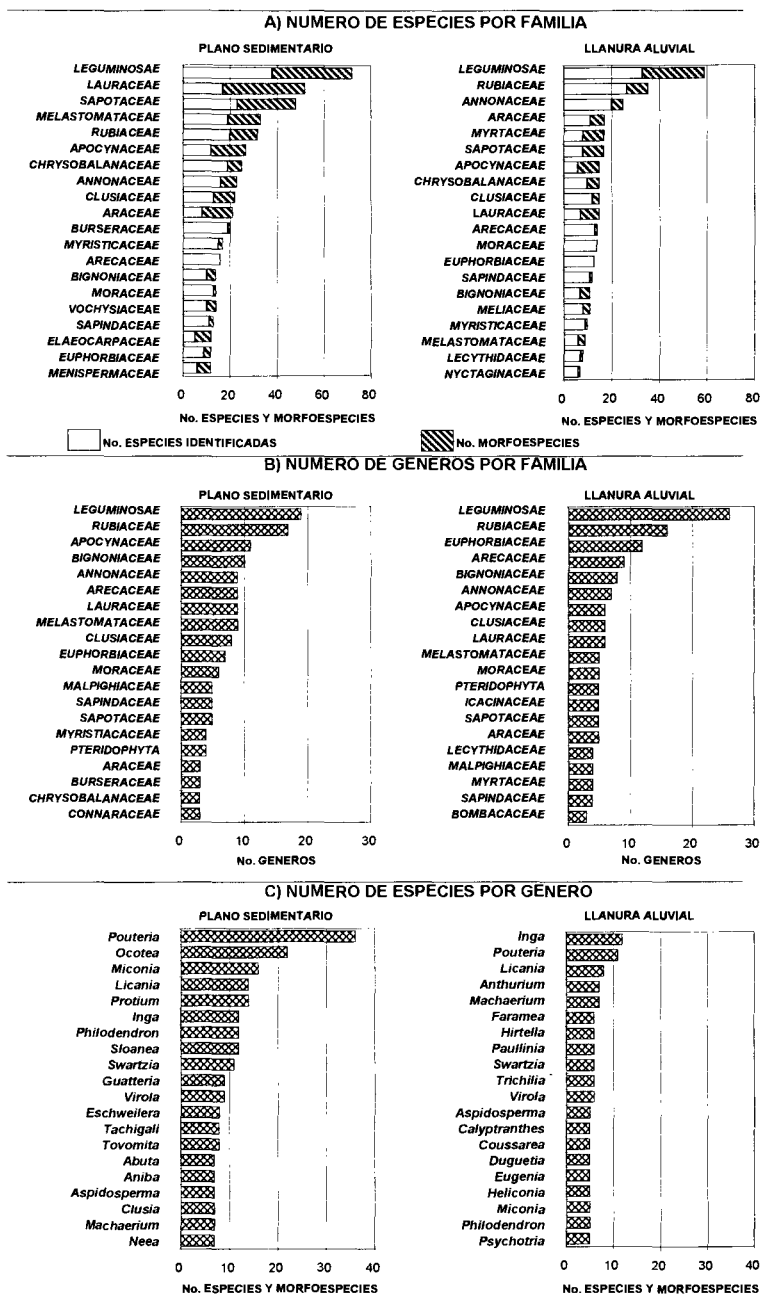 A) NUMERO DE ESPECIES POR FAMILIA
PLANO SEDIMENTARIO
LEGUMINOSAE
LAURACEAE
SAPOTACEAE
MELASTOMATACEAE
RUBIACEAE
APOCYNACEAE
CHRYSOBALANACEAE
ANNONACEAE
CLUSIACEAE
ARACEAE
BURSERACEAE
MYRISTICACEAE
ARECACEAE
BIGNONIACEAE
MORACEAE
VOCHYSIACEAE
SAPINDACEAE
ELAEOCARPACEAE
EUPHORBIACEAE
MENISPERMACEAE
0 20 40 60 80
No. ESPECIES Y MORFOESPECIES
LLANURA ALUVIAL
LEGUMINOSAE
RUBIACEAE
ANNONACEAE
ARACEAE
MYRTACEAE
SAPOTACEAE
APOCYNACEAE
CHRYSOBALANACEAE
CLUSIACEAE
LAURACEAE
ARECACEAE
MORACEAE
EUPHORBIACEAE
SAPINDACEAE
BIGNONIACEAE
MELIACEAE
MYRISTICACEAE
MELASTOMATACEAE
LECYTHIDACEAE
NYCTAGINACEAE
0 20 40 60 80
No. ESPECIES Y MORFOESPECIES
No. ESPECIES IDENTIFICADAS
No. MORFOESPECIES
B) NUMERO DE GENEROS POR FAMILIA
PLANO SEDIMENTARIO
LEGUMINOSAE
RUBIACEAE
APOCYNACEAE
BIGNONIACEAE
ANNONACEAE
ARECACEAE
LAURACEAE
MELASTOMATACEAE
CLUSIACEAE
EUPHORBIACEAE
MORACEAE
MALPIGHIACEAE
SAPINDACEAE
SAPOTACEAE
MYRISTIACACEAE
PTERIDOPHYTA
ARACEAE
BURSERACEAE
CHRYSOBALANACEAE
CONNARACEAE
0 10 20 30
No. GENEROS
LLANURA ALUVIAL
LEGUMINOSAE
RUBIACEAE
EUPHORBIACEAE
ARECACEAE
BIGNONIACEAE
ANNONACEAE
APOCYNACEAE
CLUSIACEAE
LAURACEAE
MELASTOMATACEAE
MORACEAE
PTERIDOPHYTA
ICACINACEAE
SAPOTACEAE
ARACEAE
LECYTHIDACEAE
MALPIGHIACEAE
MYRTACEAE
SAPINDACEAE
BOMBACACEAE
0 10 20 30
No. GENEROS
C) NUMERO DE ESPECIES POR GENERO
PLANO SEDIMENTARIO
Pouteria
Ocotea
Miconia
Licania
Protium
Inga
Philodendron
Sloanea
Swartzia
Guatteria
Virola
Eschweilera
Tachigali
Tovomita
Abuta
Aniba
Aspidosperma
Clusia
Machaerium
Neea
0 10 20 30 40
No. ESPECIES Y MORFOESPECIES
LLANURA ALUVIAL
Inga
Pouteria
Licania
Anthurium
Machaerium
Faramea
Hirtella
Paullinia
Swartzia
Trichilia
Virola
Aspidosperma
Calyptranthes
Coussarea
Duguetia
Eugenia
Heliconia
Miconia
Philodendron
Psychotria
0 10 20 30 40
No. ESPECIES Y MORFOESPECIES